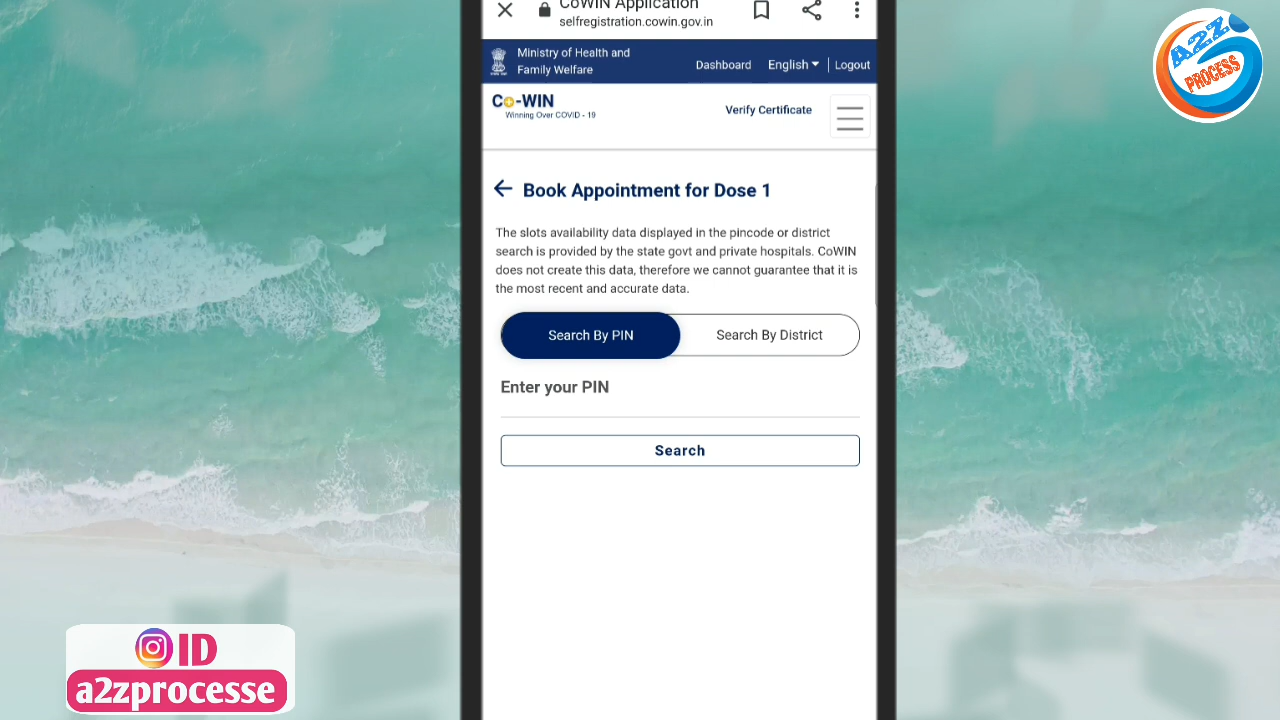 CoWIN Application
selfregistration.cowin.gov.in
Ministry of Health and
Family Welfare
Dashboard
English
Logout
Co-WIN
Winning Over COVID - 19
Verify Certificate
Book Appointment for Dose 1
The slots availability data displayed in the pincode or district
search is provided by the state govt and private hospitals. CoWIN
does not create this data, therefore we cannot guarantee that it is
the most recent and accurate data.
Search By PIN
Search By District
Enter your PIN
Search
A2Z
PROCESS
ID
a2zprocesse